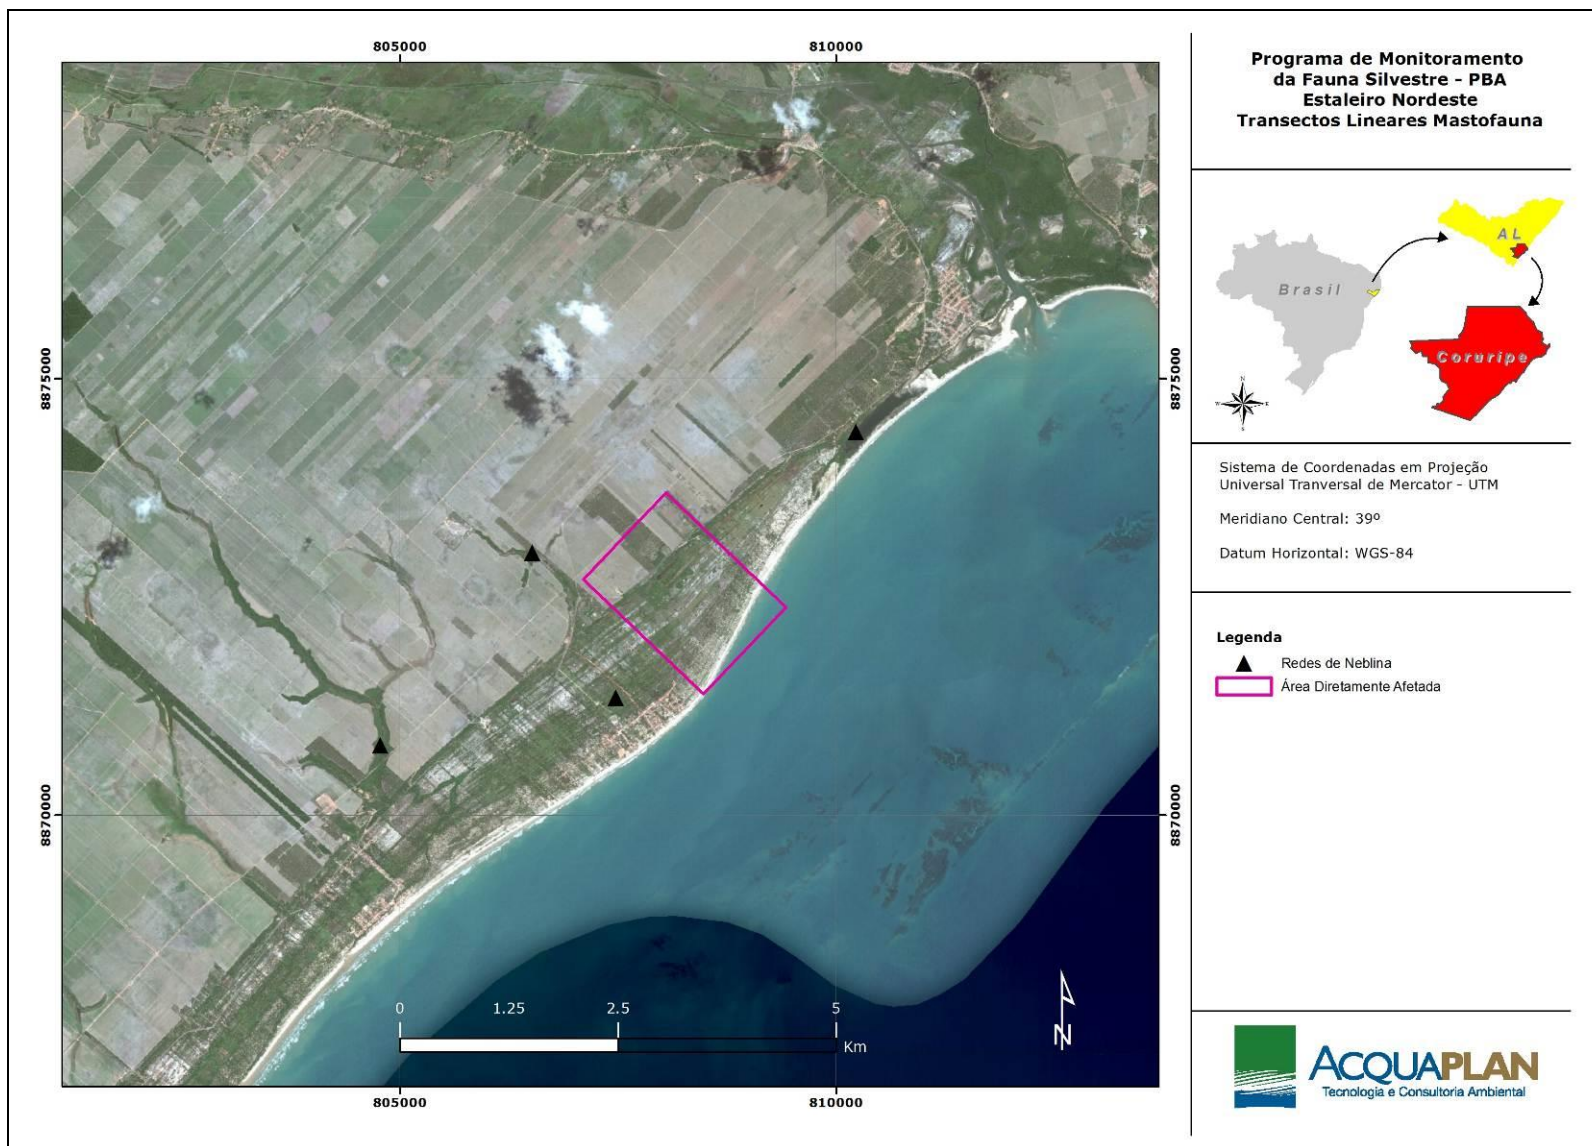 805000
810000
8875000
8875000
8870000
8870000
0
1.25
2.5
5
Km
N
805000
810000
Programa de Monitoramento
da Fauna Silvestre - PBA
Estaleiro Nordeste
Transectos Lineares Mastofauna
AL
Brasil
Coruripe
N
W
E
S
Sistema de Coordenadas em Projeção
Universal Tranversal de Mercator - UTM
Meridiano Central: 39º
Datum Horizontal: WGS-84
Legenda
Redes de Neblina
Área Diretamente Afetada
ACQUAPLAN
Tecnologia e Consultoria Ambiental